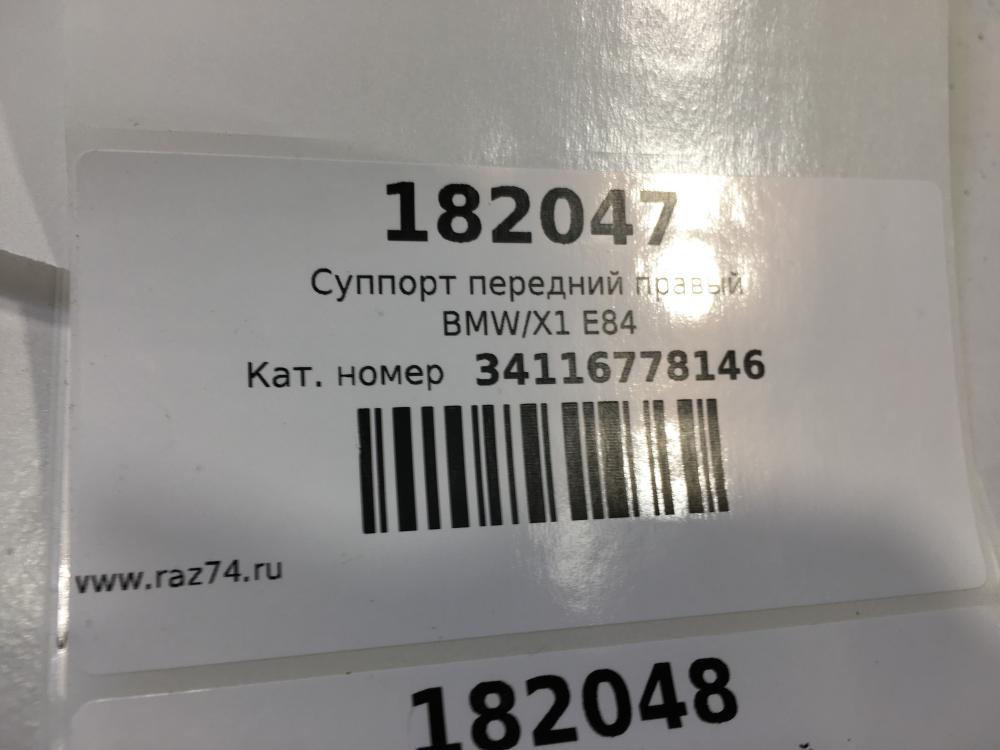 182047
Суппорт передний правый
BMW/X1 E84
Кат. номер 34116778146
www.raz74.ru
182048